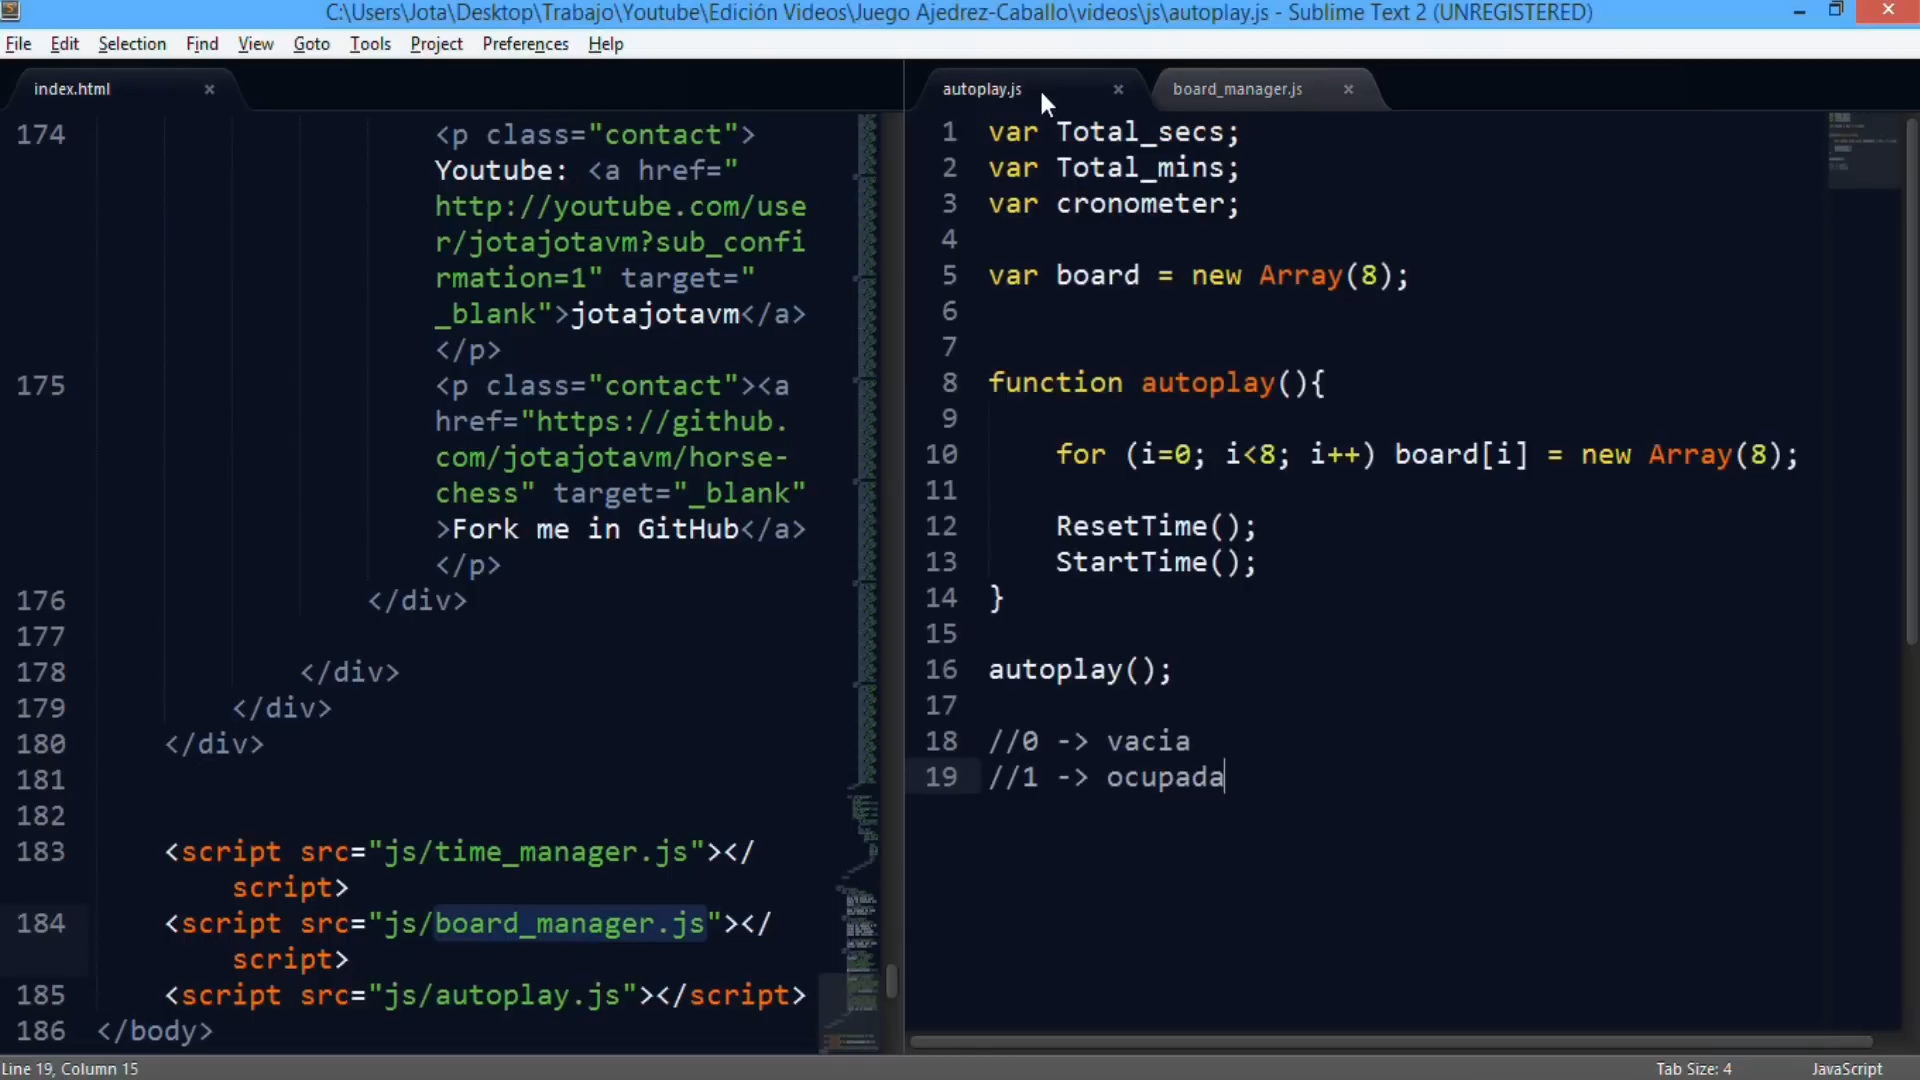 C:\Users\Jota\Desktop\Trabajo\Youtube\Edición Videos\Juego Ajedrez-Caballo\videos\js\autoplay.js - Sublime Text 2 (UNREGISTERED)
File Edit Selection Find View Goto Tools Project Preferences Help
index.html
174 <p class="contact">
Youtube: <a href="
http://youtube.com/use
r/jotajotavm?sub_confi
rmation=1" target="
_blank">jotajotavm</a>
</p>
175 <p class="contact"><a
href="https://github.
com/jotajotavm/horse-
chess" target="_blank"
>Fork me in GitHub</a>
</p>
176 </div>
177
178 </div>
179 </div>
180 </div>
181
182
183 <script src="js/time_manager.js"></
script>
184 <script src="js/board_manager.js"></
script>
185 <script src="js/autoplay.js"></script>
186 </body>
autoplay.js board_manager.js
1 var Total_secs;
2 var Total_mins;
3 var cronometer;
4
5 var board = new Array(8);
6
7
8 function autoplay(){
9
10 for (i=0; i<8; i++) board[i] = new Array(8);
11
12 ResetTime();
13 StartTime();
14 }
15
16 autoplay();
17
18 //0 -> vacia
19 //1 -> ocupada
Line 19, Column 15
Tab Size: 4
JavaScript